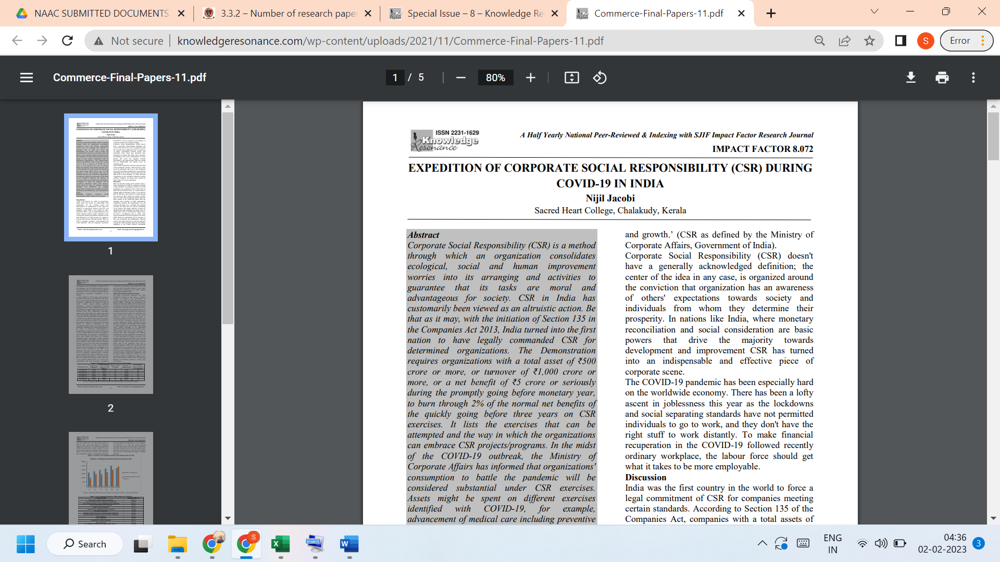 NAAC SUBMITTED DOCUMENTS
3.3.2 – Number of research pape
Special Issue – 8 – Knowledge Re
Commerce-Final-Papers-11.pdf
Not secure
knowledgeresonance.com/wp-content/uploads/2021/11/Commerce-Final-Papers-11.pdf
S
Error
Commerce-Final-Papers-11.pdf
1 / 5
80%
1
2
ISSN 2231-1629
Knowledge
Resonance
A Half Yearly National Peer-Reviewed & Indexing with SJIF Impact Factor Research Journal
IMPACT FACTOR 8.072
EXPEDITION OF CORPORATE SOCIAL RESPONSIBILITY (CSR) DURING
COVID-19 IN INDIA
Nijil Jacobi
Sacred Heart College, Chalakudy, Kerala
Abstract
Corporate Social Responsibility (CSR) is a method
through which an organization consolidates
ecological, social and human improvement
worries into its arranging and activities to
guarantee that its tasks are moral and
advantageous for society. CSR in India has
customarily been viewed as an altruistic action. Be
that as it may, with the initiation of Section 135 in
the Companies Act 2013, India turned into the first
nation to have legally commanded CSR for
determined organizations. The Demonstration
requires organizations with a total asset of ₹500
crore or more, or turnover of ₹1,000 crore or
more, or a net benefit of ₹5 crore or seriously
during the promptly going before monetary year,
to burn through 2% of the normal net benefits of
the quickly going before three years on CSR
exercises. It lists the exercises that can be
attempted and the way in which the organizations
can embrace CSR projects/programs. In the midst
of the COVID-19 outbreak, the Ministry of
Corporate Affairs has informed that organizations'
consumption to battle the pandemic will be
considered substantial under CSR exercises.
Assets might be spent on different exercises
identified with COVID-19, for example,
advancement of medical care including preventive
and growth.’ (CSR as defined by the Ministry of
Corporate Affairs, Government of India).
Corporate Social Responsibility (CSR) doesn't
have a generally acknowledged definition; the
center of the idea in any case, is organized around
the conviction that organization has an awareness
of others' expectations towards society and
individuals from whom they determine their
prosperity. In nations like India, where monetary
reconciliation and social consideration are basic
powers that drive the majority towards
development and improvement CSR has turned
into an indispensable and effective piece of
corporate scene.
The COVID-19 pandemic has been especially hard
on the worldwide economy. There has been a lofty
ascent in joblessness this year as the lockdowns
and social separating standards have not permitted
individuals to go to work, and they don't have the
right stuff to work distantly. To make financial
recuperation in the COVID-19 followed recently
ordinary workplace, the labour force should get
what it takes to be more employable.
Discussion
India was the first country in the world to force a
legal commitment of CSR for companies meeting
certain standards. According to Section 135 of the
Companies Act, companies with a total assets of
Search
S
ENG
IN
04:36
02-02-2023
3